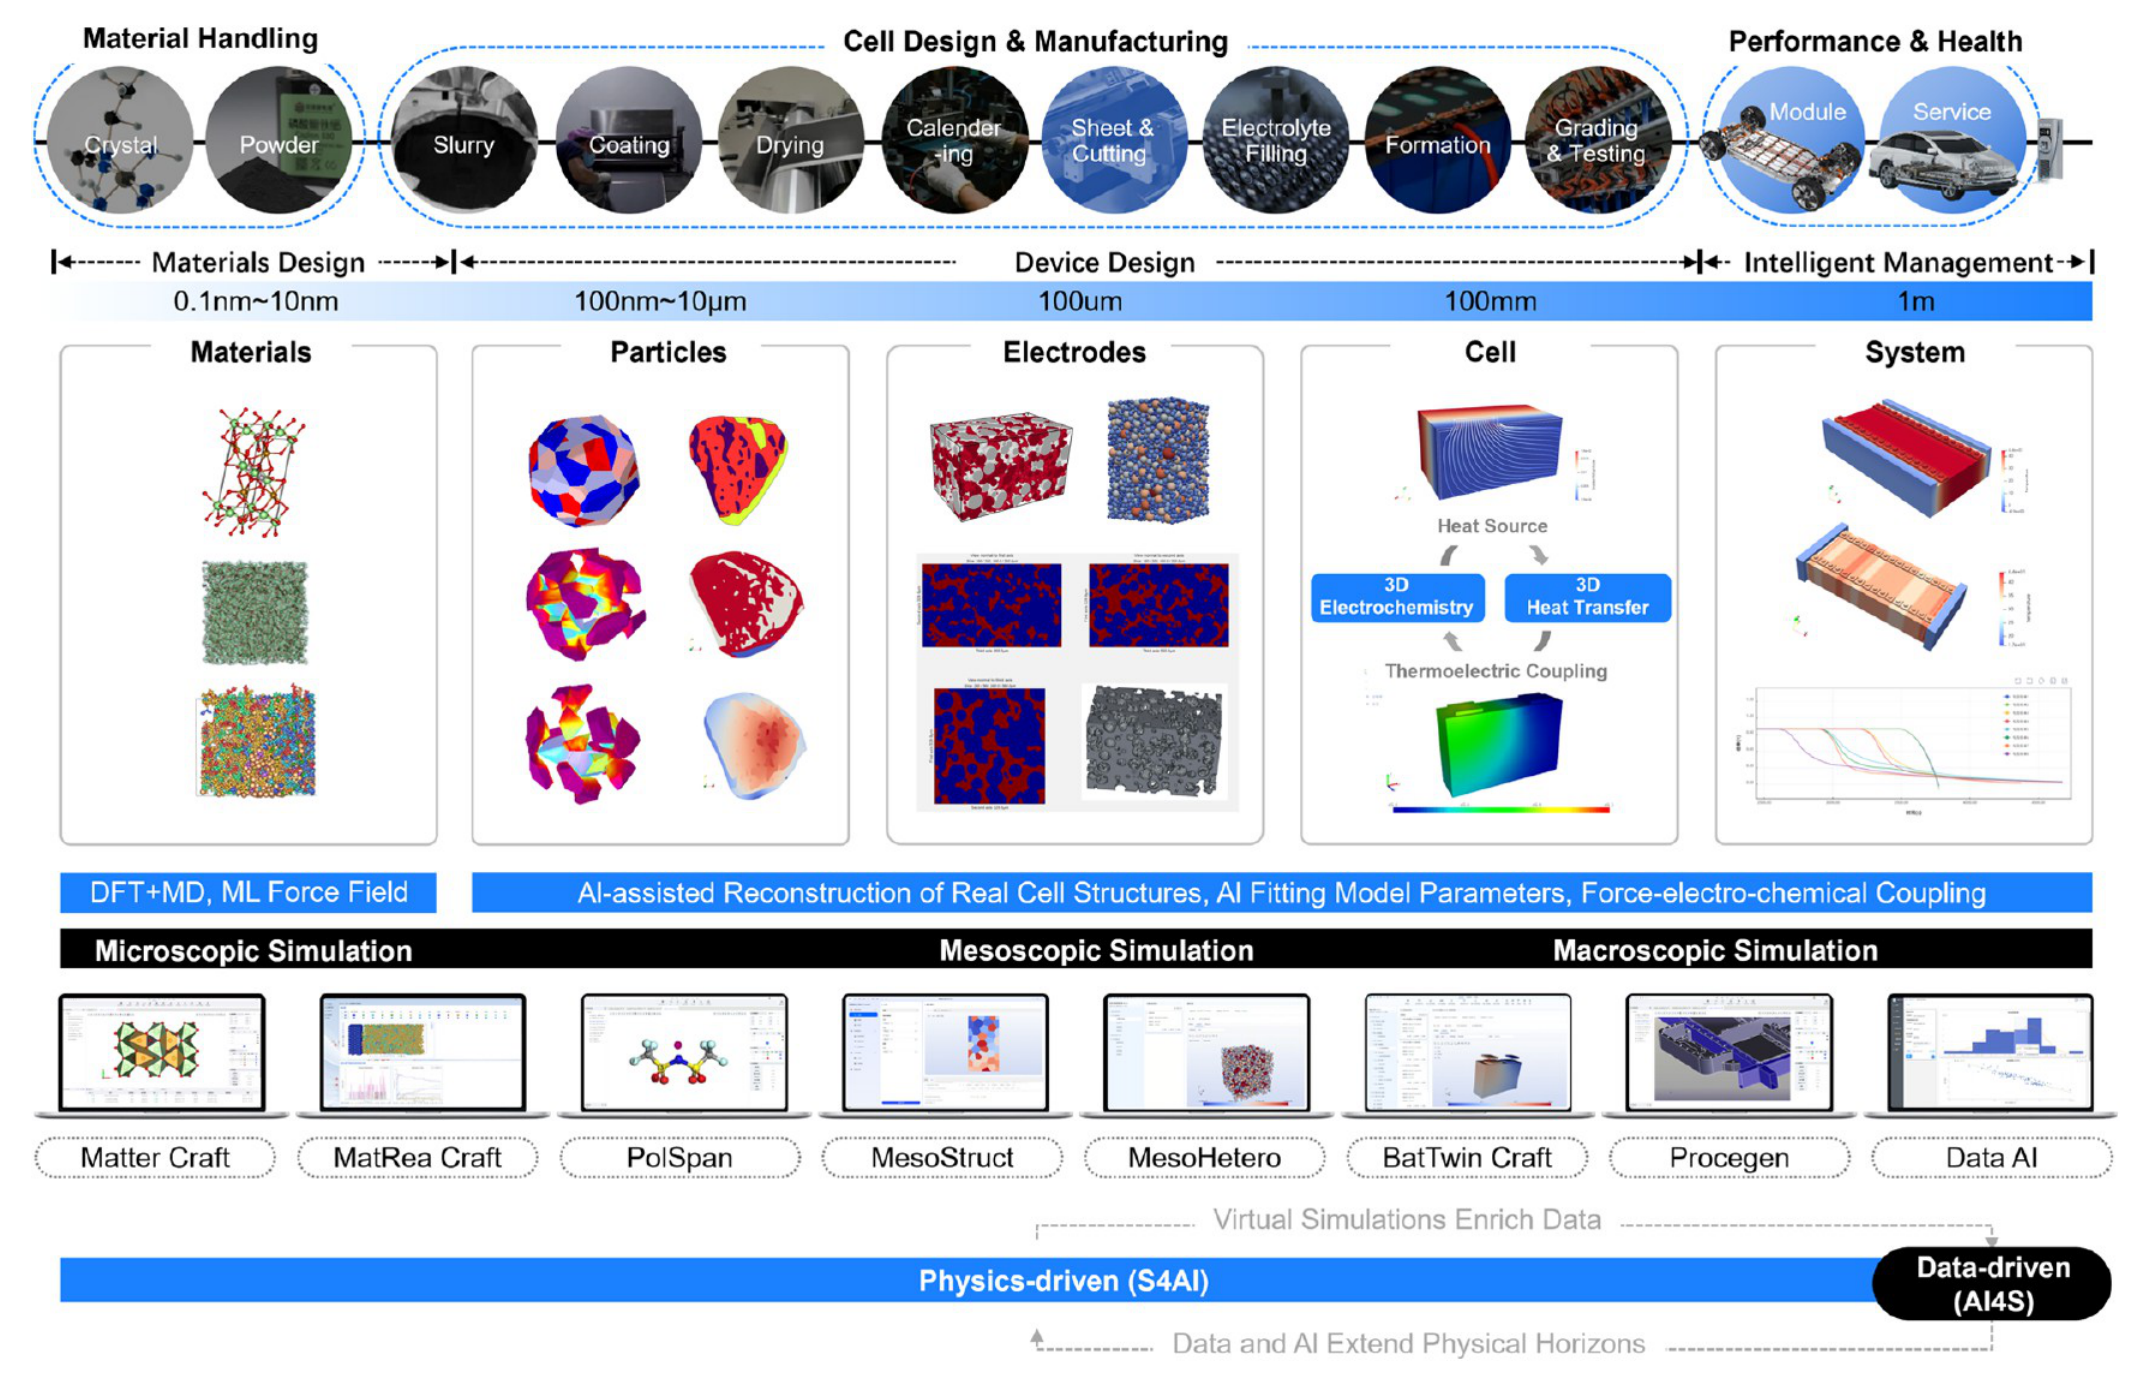 Material Handling
Cell Design & Manufacturing
Performance & Health
Crystal
Powder
Slurry
Coating
Drying
Calender
-ing
Sheet &
Cutting
Electrolyte
Filling
Formation
Grading
& Testing
Module
Service
Materials Design
Device Design
Intelligent Management
0.1nm~10nm
100nm~10μm
100um
100mm
1m
Materials
Particles
Electrodes
Cell
System
Heat Source
3D
Electrochemistry
3D
Heat Transfer
Thermoelectric Coupling
DFT+MD, ML Force Field
AI-assisted Reconstruction of Real Cell Structures, AI Fitting Model Parameters, Force-electro-chemical Coupling
Microscopic Simulation
Mesoscopic Simulation
Macroscopic Simulation
Matter Craft
MatRea Craft
PolSpan
MesoStruct
MesoHetero
BatTwin Craft
Procegen
Data AI
Virtual Simulations Enrich Data
Physics-driven (S4AI)
Data-driven
(AI4S)
Data and AI Extend Physical Horizons